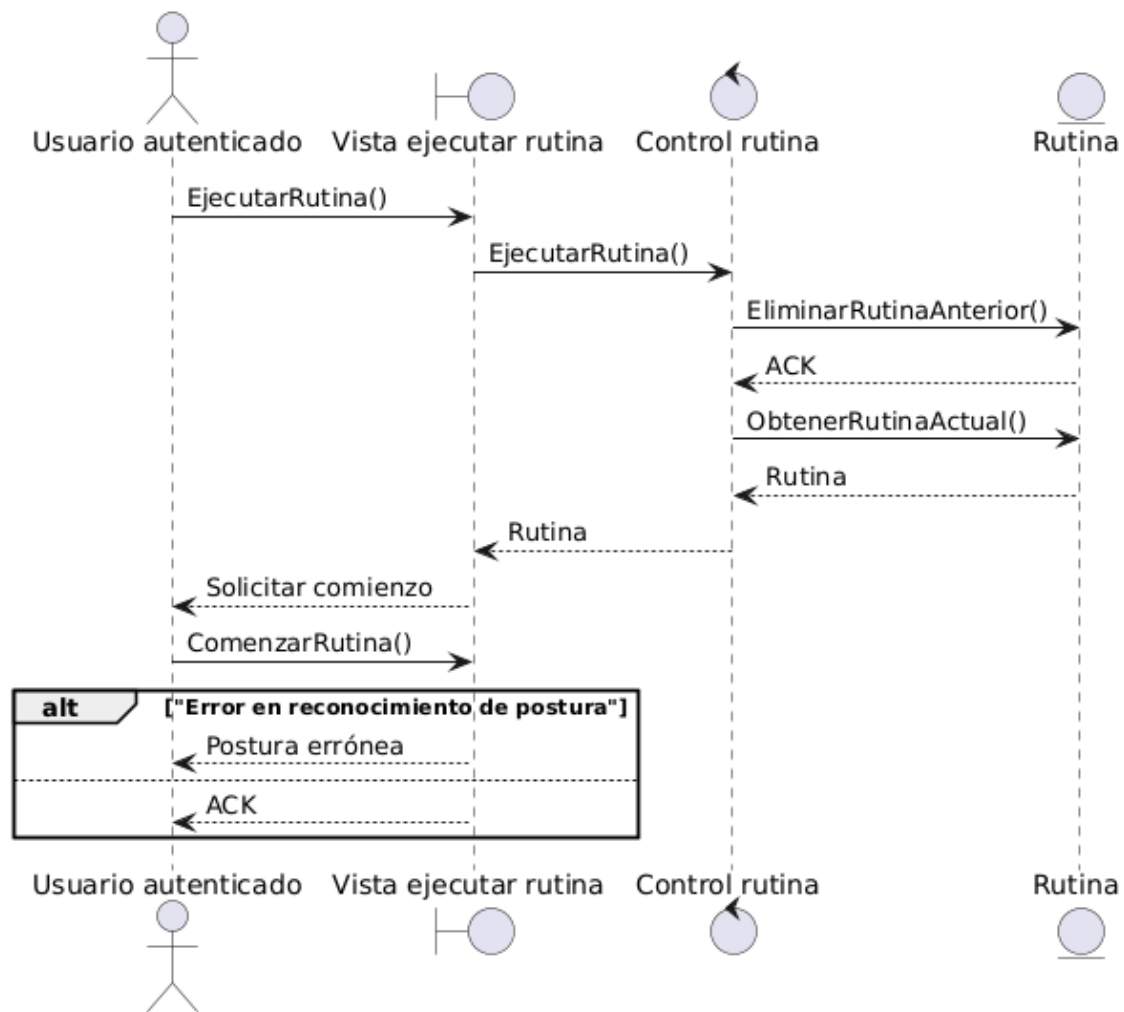 Usuario autenticado
Vista ejecutar rutina
Control rutina
Rutina
EjecutarRutina()
EjecutarRutina()
EliminarRutinaAnterior()
ACK
ObtenerRutinaActual()
Rutina
Rutina
Solicitar comienzo
ComenzarRutina()
alt
["Error en reconocimiento de postura"]
Postura errónea
ACK
Usuario autenticado
Vista ejecutar rutina
Control rutina
Rutina